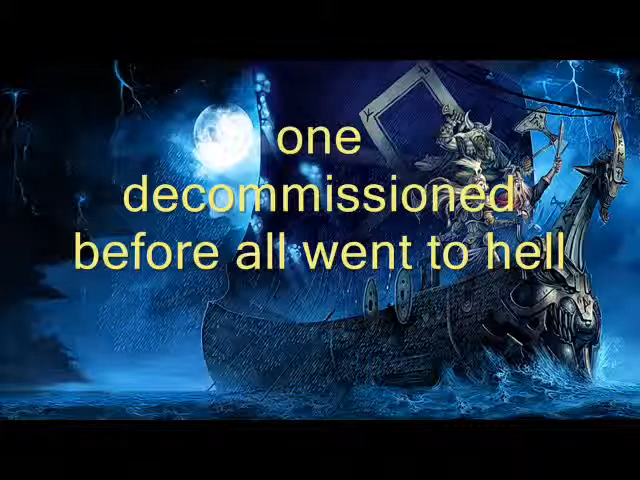 one
decommissioned
before all went to hell